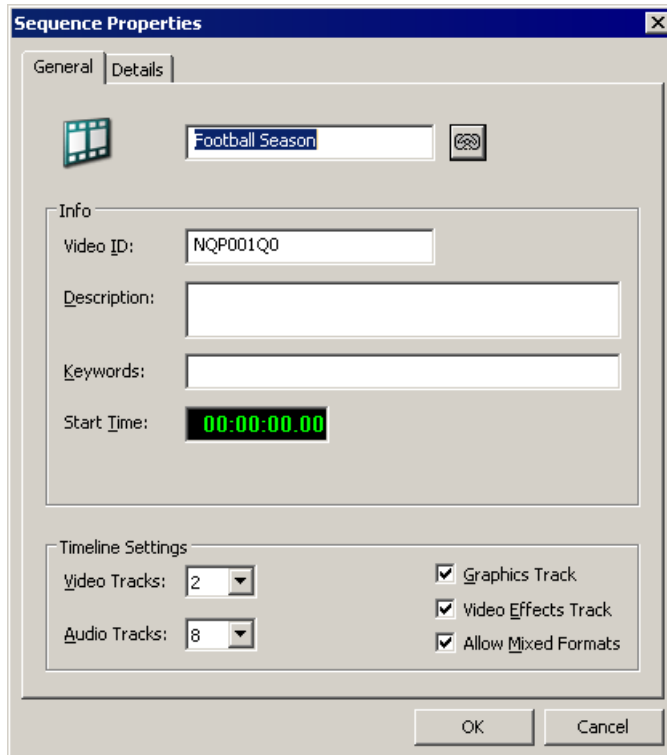 Sequence Properties
General
Details
Football Season
Info
Video ID:
NQP001Q0
Description:
Keywords:
Start Time:
00:00:00.00
Timeline Settings
Video Tracks:
2
Graphics Track
Video Effects Track
Audio Tracks:
8
Allow Mixed Formats
OK
Cancel